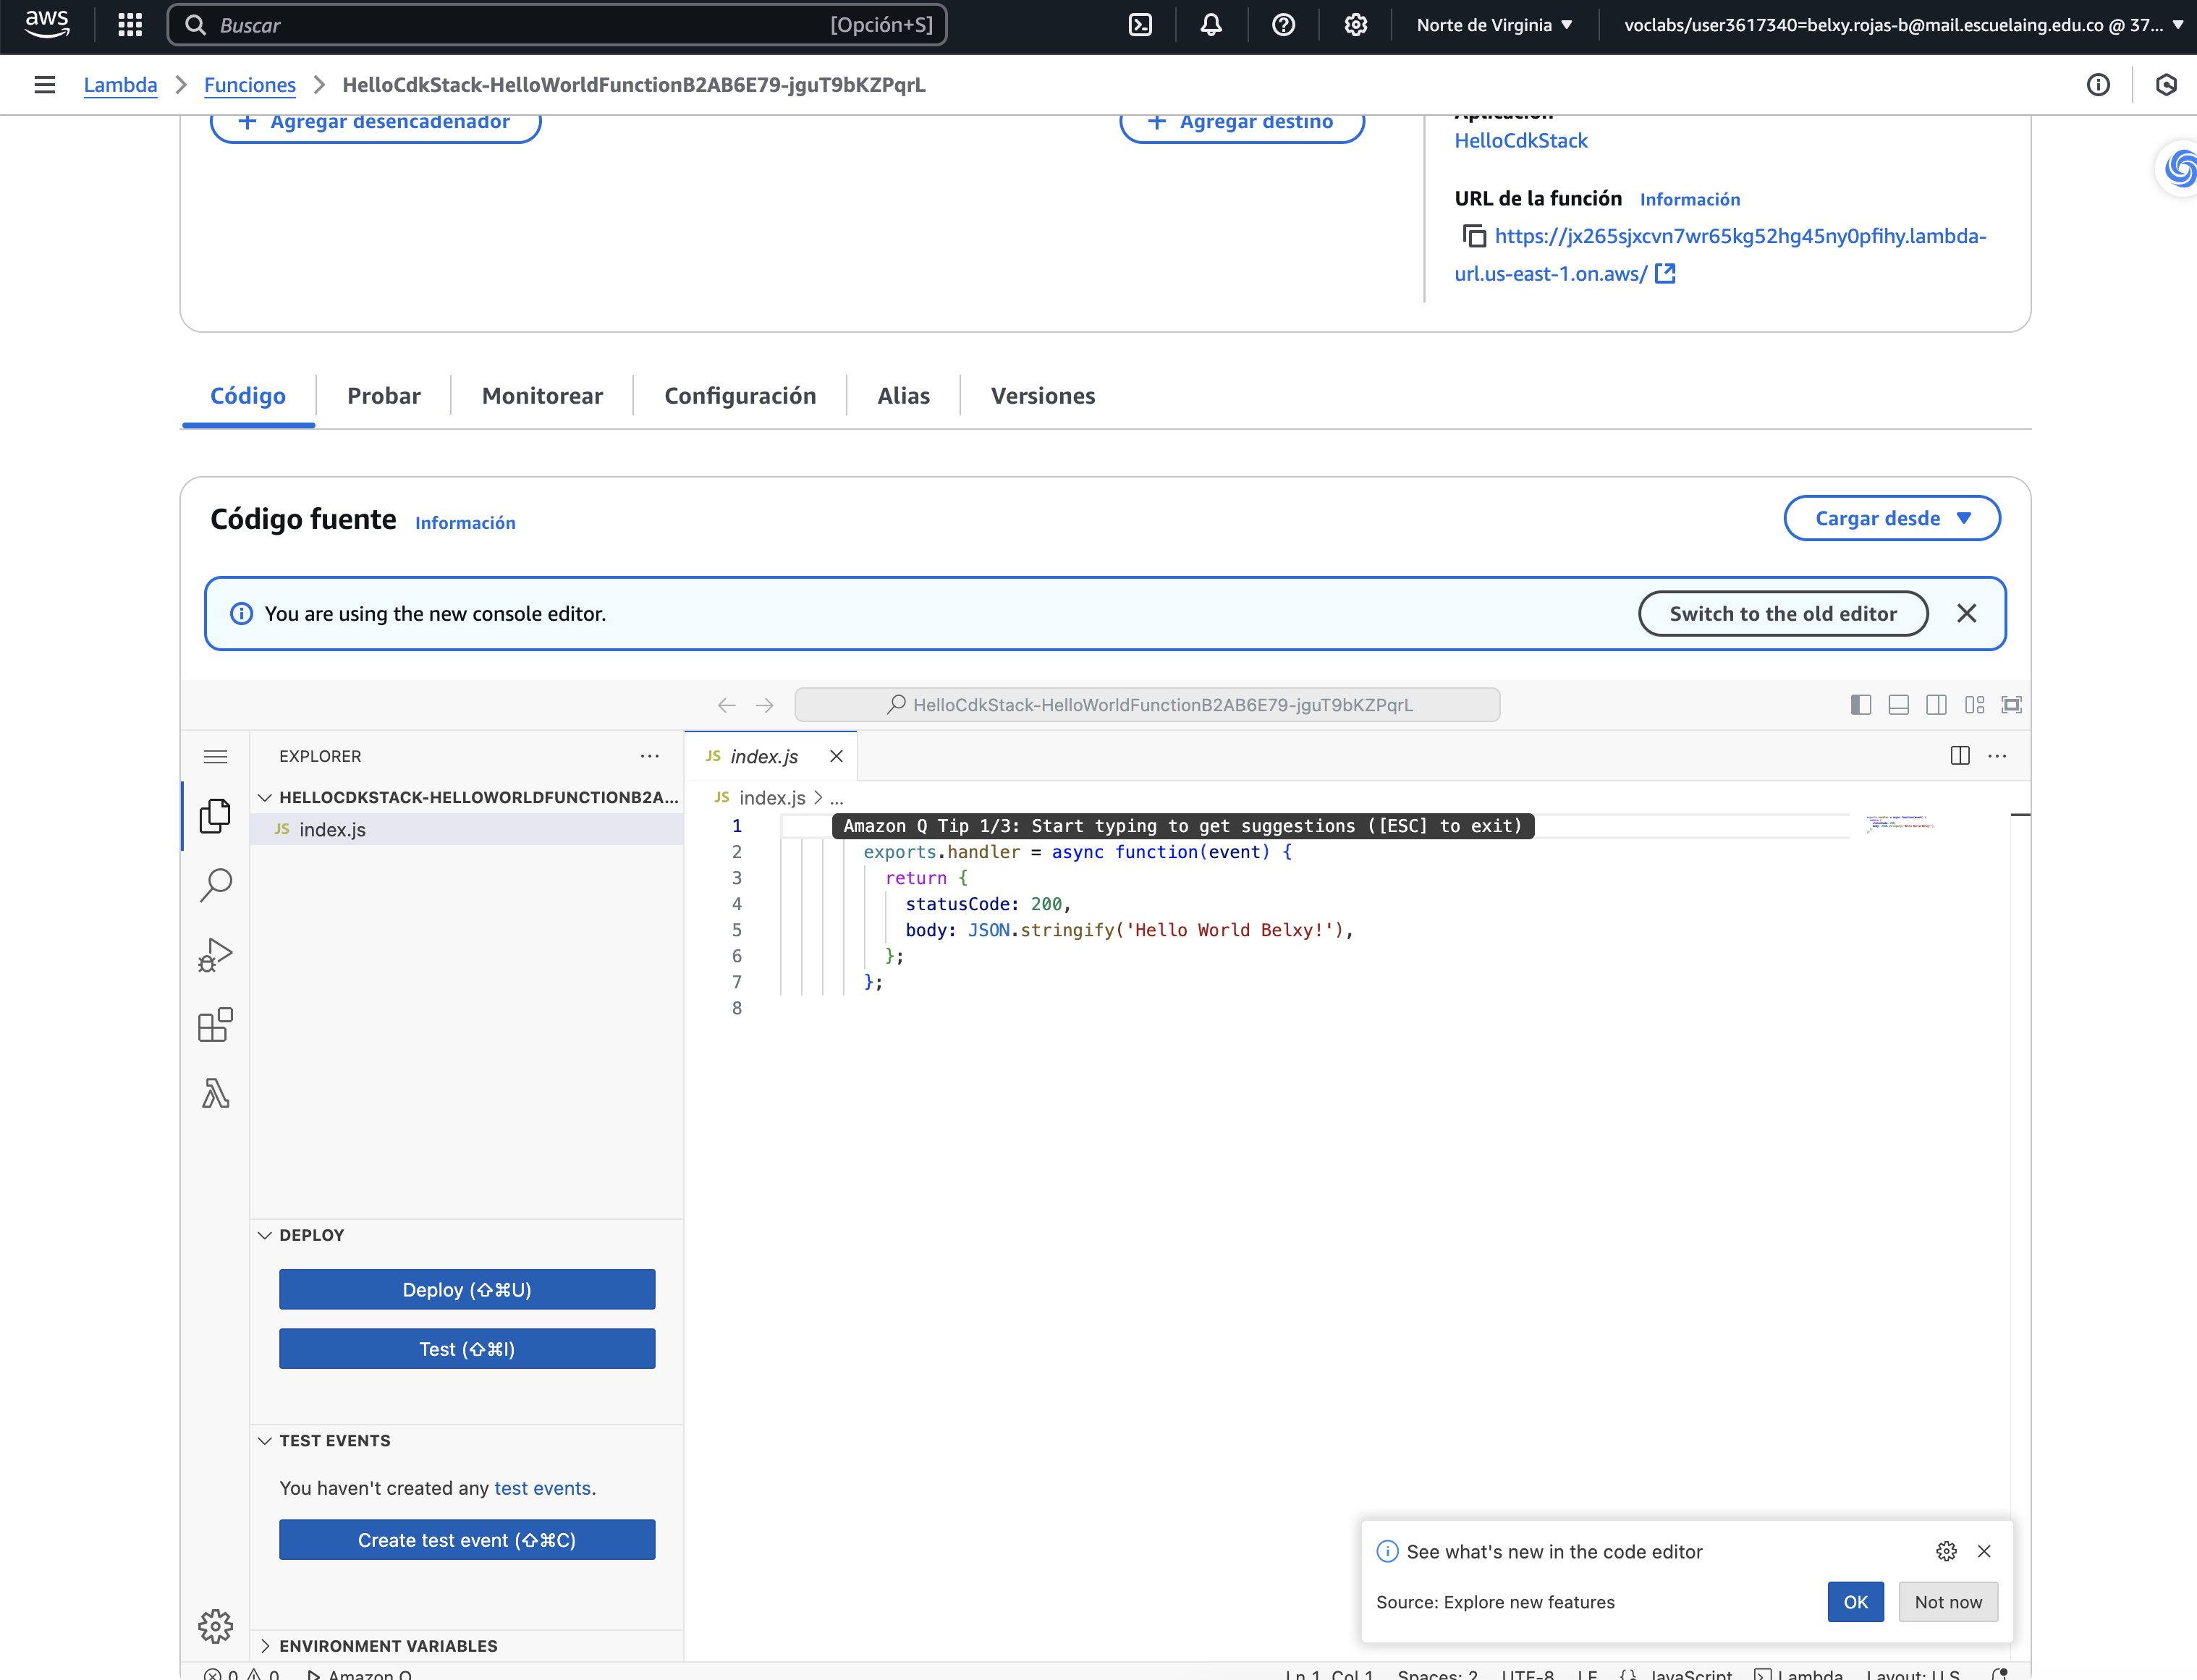 aws
Buscar
[Opción+S]
Norte de Virginia
voclabs/user3617340=belxy.rojas-b@mail.escuelaing.edu.co @ 37...
Lambda
Funciones
HelloCdkStack-HelloWorldFunctionB2AB6E79-jguT9bKZPqrL
Agregar desencadenador
Agregar destino
Aplicación
HelloCdkStack
URL de la función Información
https://jx265sjxcvn7wr65kg52hg45ny0pfihy.lambda-
url.us-east-1.on.aws/
Código
Probar
Monitorear
Configuración
Alias
Versiones
Código fuente Información
Cargar desde
You are using the new console editor.
Switch to the old editor
HelloCdkStack-HelloWorldFunctionB2AB6E79-jguT9bKZPqrL
EXPLORER
HELLOCDKSTACK-HELLOWORLDFUNCTIONB2A...
JS index.js
JS index.js
JS index.js > ...
1 Amazon Q Tip 1/3: Start typing to get suggestions ([ESC] to exit)
2 exports.handler = async function(event) {
3 return {
4 statusCode: 200,
5 body: JSON.stringify('Hello World Belxy!'),
6 };
7 };
8
DEPLOY
Deploy (⇧⌘U)
Test (⇧⌘I)
TEST EVENTS
You haven't created any test events.
Create test event (⇧⌘C)
ENVIRONMENT VARIABLES
See what's new in the code editor
Source: Explore new features
OK
Not now
0 0 Amazon Q
Ln 1, Col 1 Spaces: 2 UTF-8 LF {} JavaScript Lambda Layout: U.S.